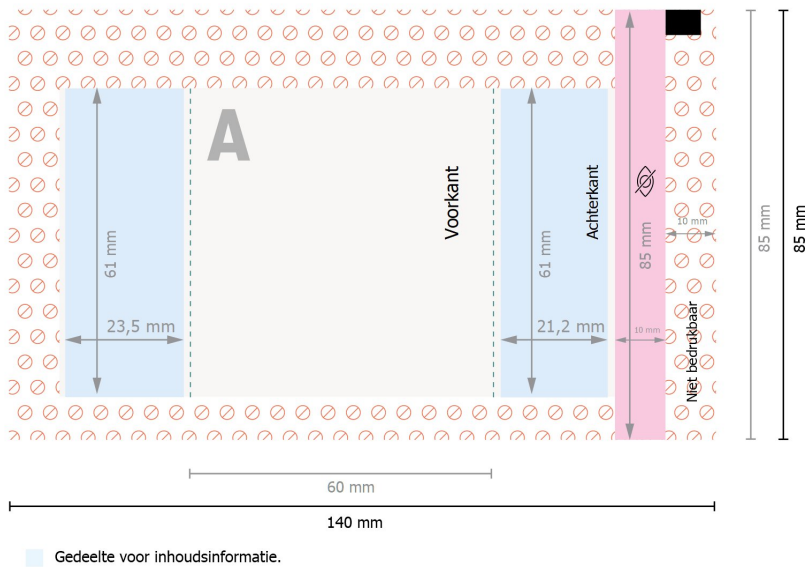 A
Voorkant
Achterkant
Niet bedrukbaar
61 mm
23,5 mm
61 mm
21,2 mm
85 mm
10 mm
10 mm
85 mm
85 mm
60 mm
140 mm
Gedeelte voor inhoudsinformatie.